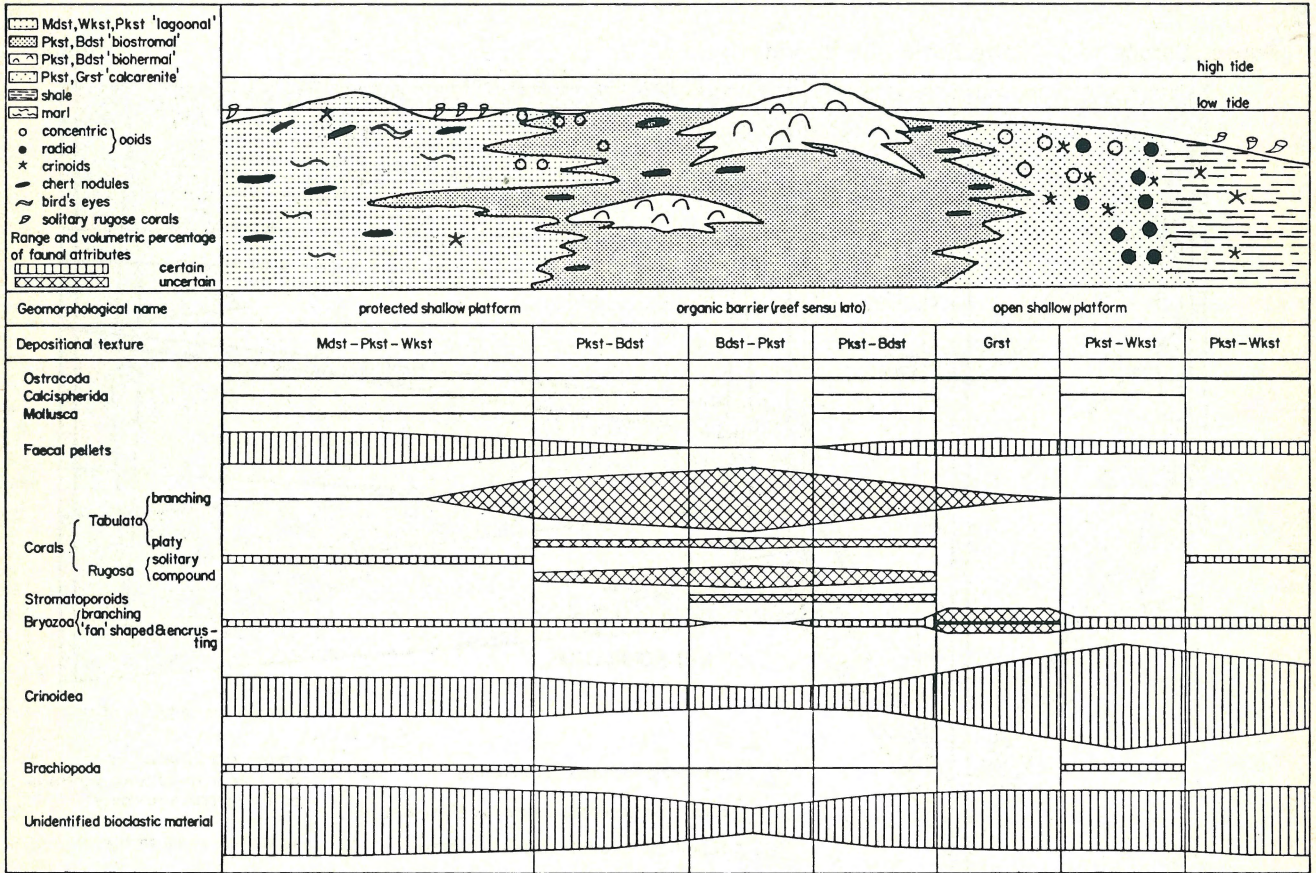 Mdst, Wkst, Pkst 'lagoonal'
Pkst, Bdst 'biostromal'
Pkst, Bdst 'biohermal'
Pkst, Grst 'calcarenite'
shale
marl
concentric
radial
ooids
crinoids
chert nodules
bird's eyes
solitary rugose corals
Range and volumetric percentage
of faunal attributes
certain
uncertain
high tide
low tide
Geomorphological name
protected shallow platform
organic barrier (reef sensu lato)
open shallow platform
Depositional texture
Mdst-Pkst-Wkst
Pkst-Bdst
Bdst-Pkst
Pkst-Bdst
Grst
Pkst-Wkst
Pkst-Wkst
Ostracoda
Calcispherida
Mollusca
Faecal pellets
Corals
Tabulata
branching
platy
Rugosa
solitary
compound
Stromatoporoids
Bryozoa
branching
'fan' shaped & encrus-
ting
Crinoidea
Brachiopoda
Unidentified bioclastic material